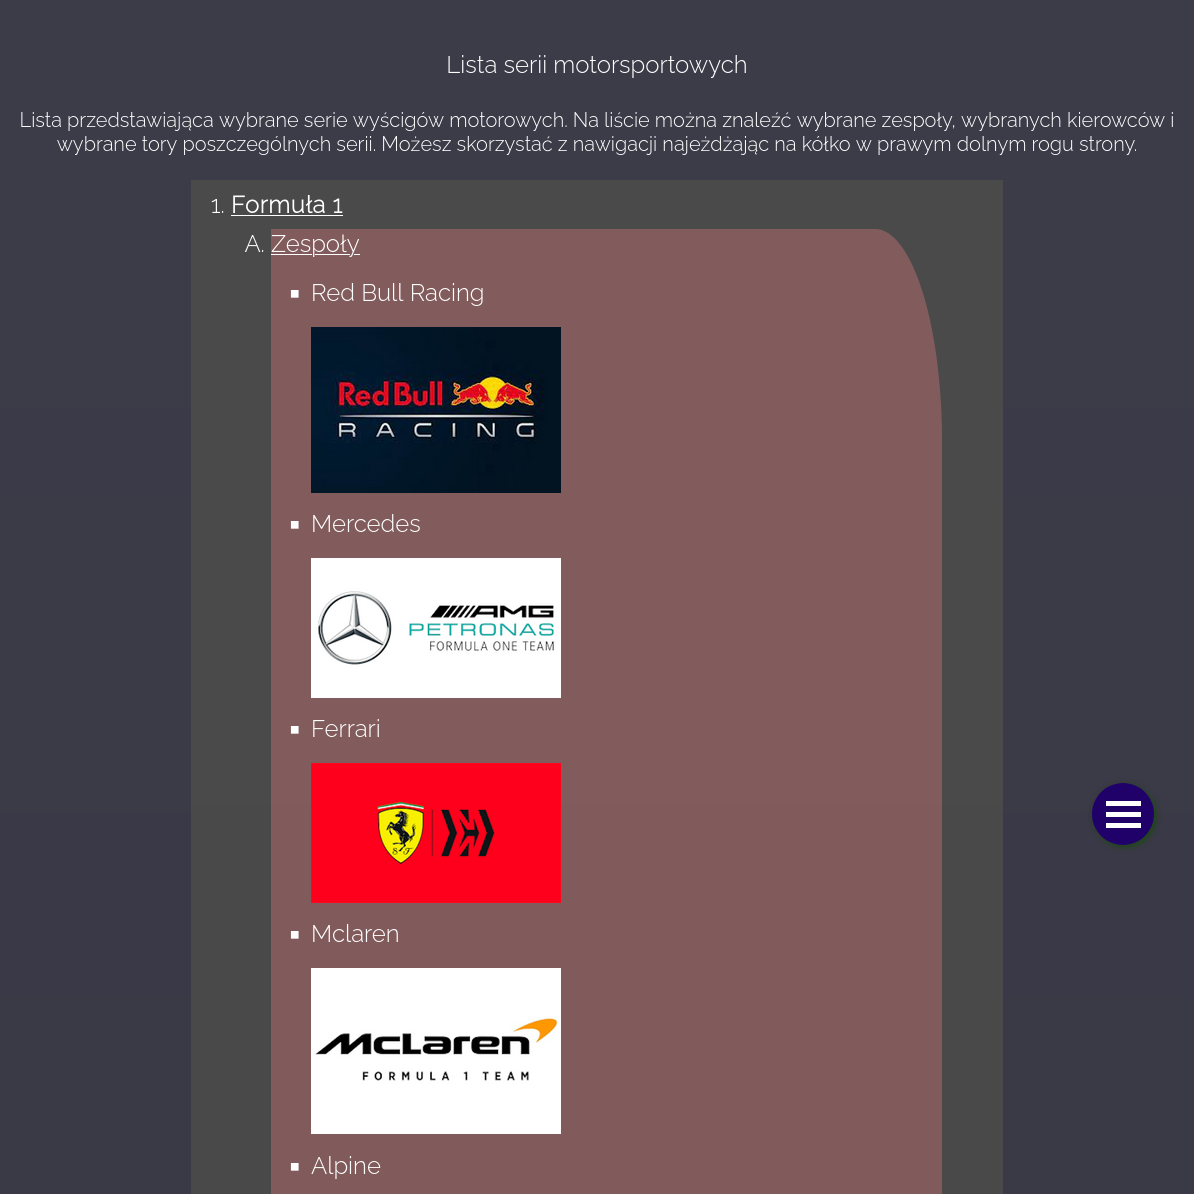 Lista serii motorsportowych
Lista przedstawiająca wybrane serie wyścigów motorowych. Na liście można znaleźć wybrane zespoły, wybranych kierowców i
wybrane tory poszczególnych serii. Możesz skorzystać z nawigacji najeżdżając na kółko w prawym dolnym rogu strony.
1. Formuła 1
A. Zespoły
Red Bull Racing
Red Bull
RACING
Mercedes
AMG
PETRONAS
FORMULA ONE TEAM
Ferrari
S F
Mclaren
McLaren
FORMULA 1 TEAM
Alpine